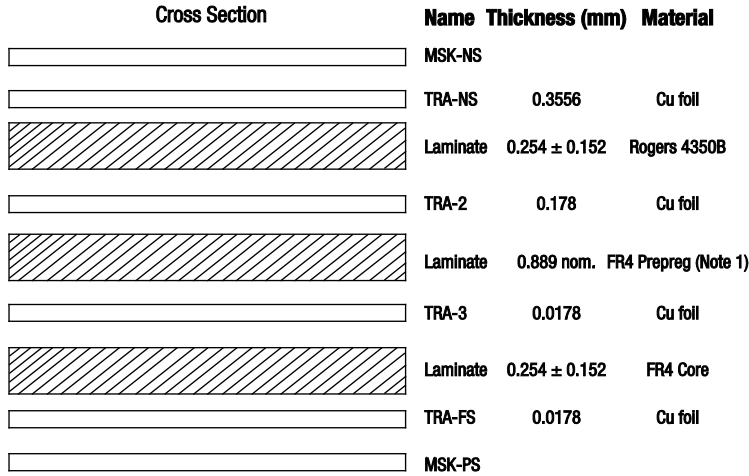 Cross Section Name Thickness (mm) Material
MSK-NS
TRA-NS 0.3556 Cu foil
Laminate 0.254 ± 0.152 Rogers 4350B
TRA-2 0.178 Cu foil
Laminate 0.889 nom. FR4 Prepreg (Note 1)
TRA-3 0.0178 Cu foil
Laminate 0.254 ± 0.152 FR4 Core
TRA-FS 0.0178 Cu foil
MSK-PS